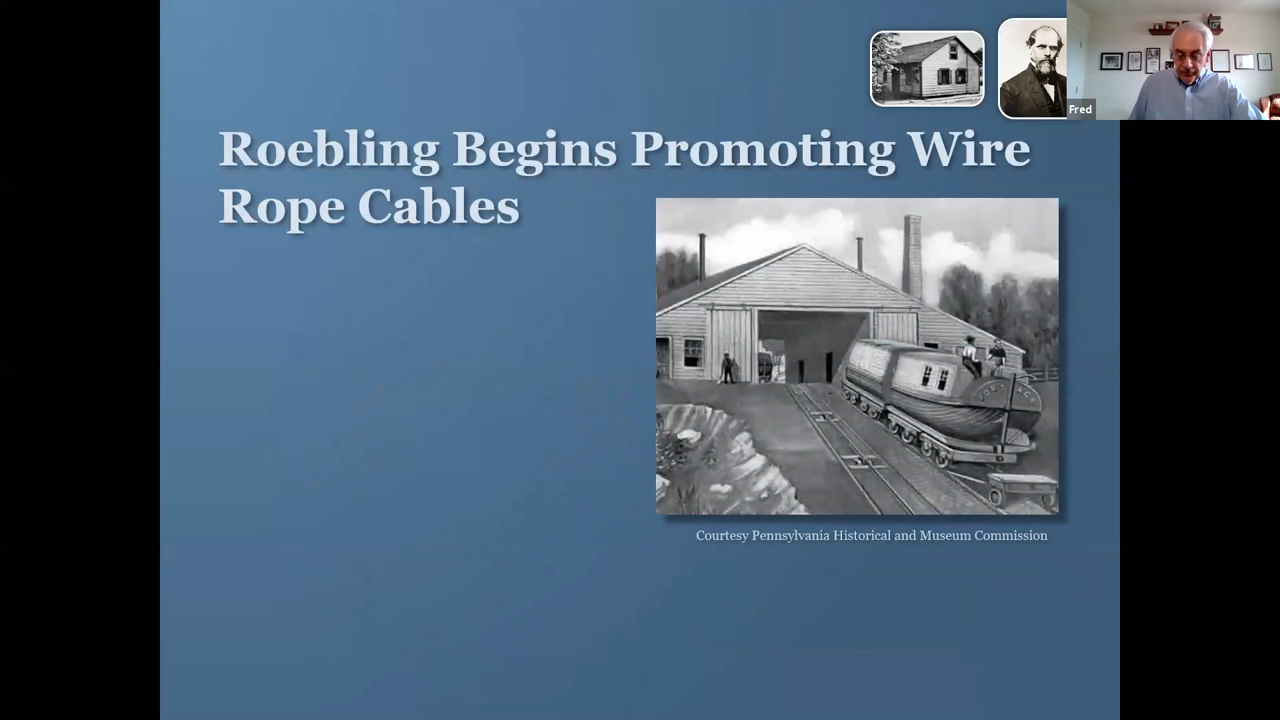 Fred
Roebling Begins Promoting Wire
Rope Cables
Courtesy Pennsylvania Historical and Museum Commission